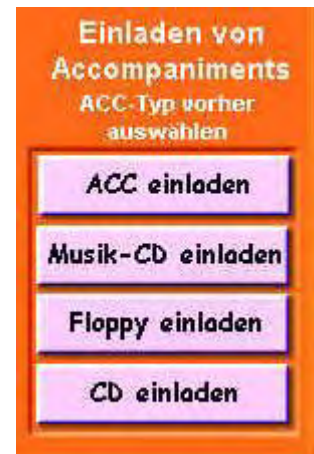 Einladen von
Accompaniments
ACC-Typ vorher
auswählen
ACC einladen
Musik-CD einladen
Floppy einladen
CD einladen